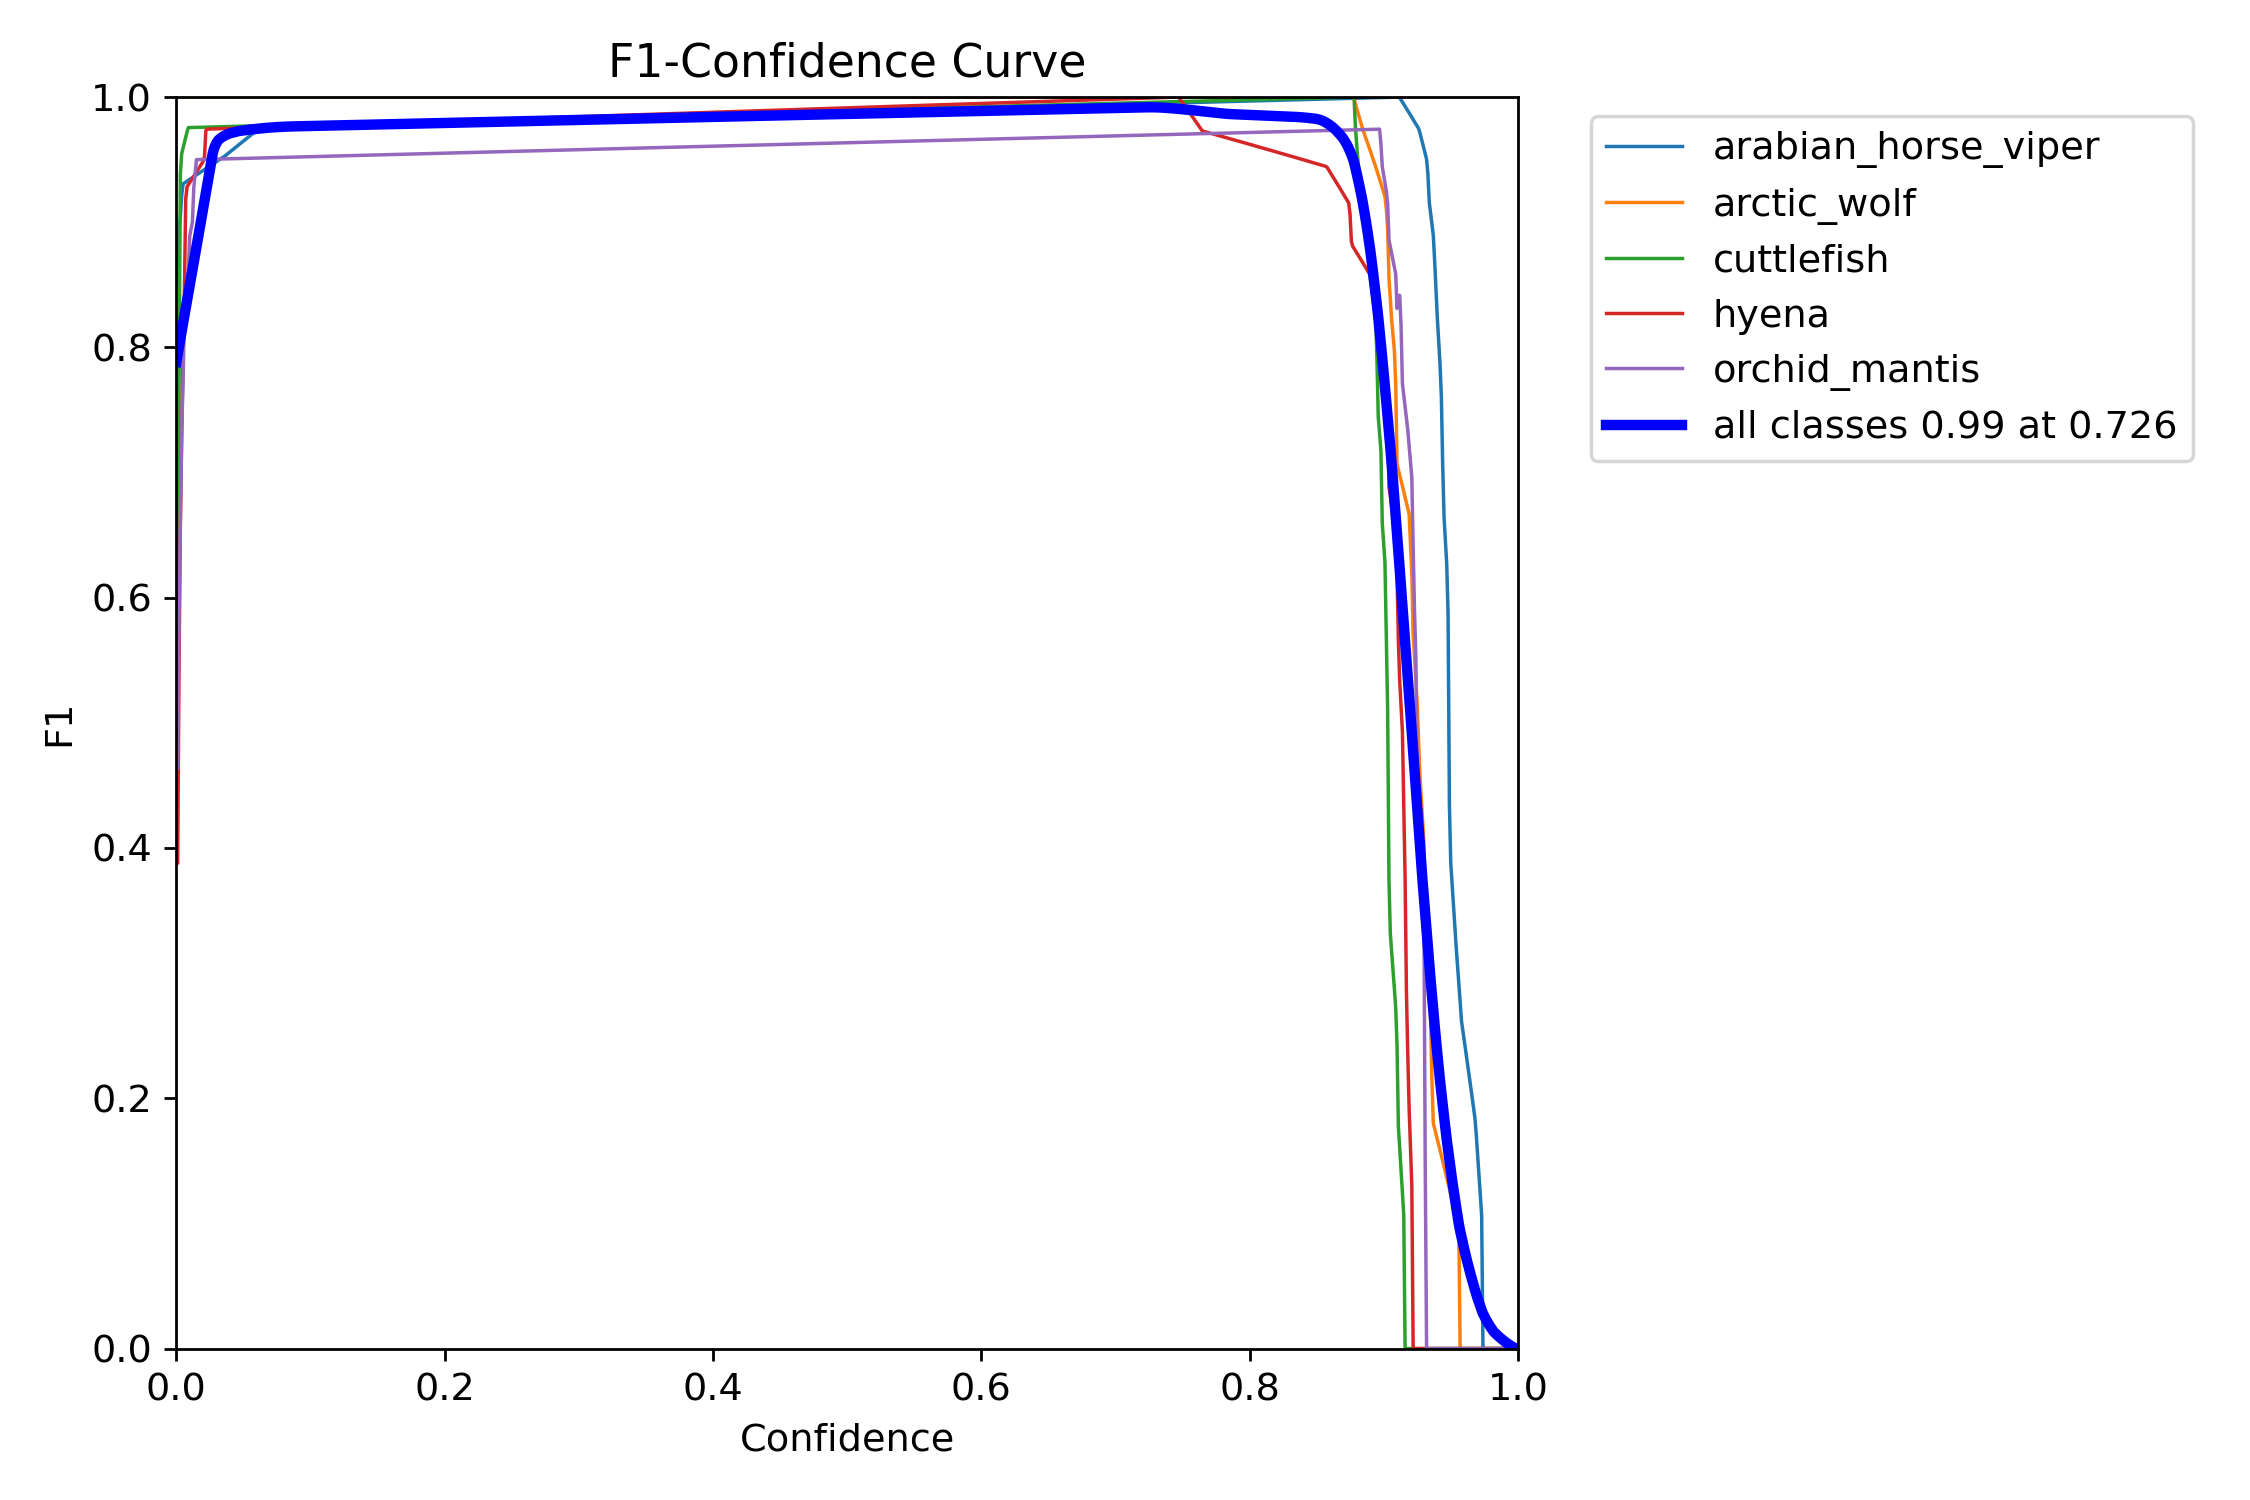 F1-Confidence Curve
1.0
0.8
0.6
0.4
0.2
0.0
F1
0.0 0.2 0.4 0.6 0.8 1.0
Confidence
arabian_horse_viper
arctic_wolf
cuttlefish
hyena
orchid_mantis
all classes 0.99 at 0.726